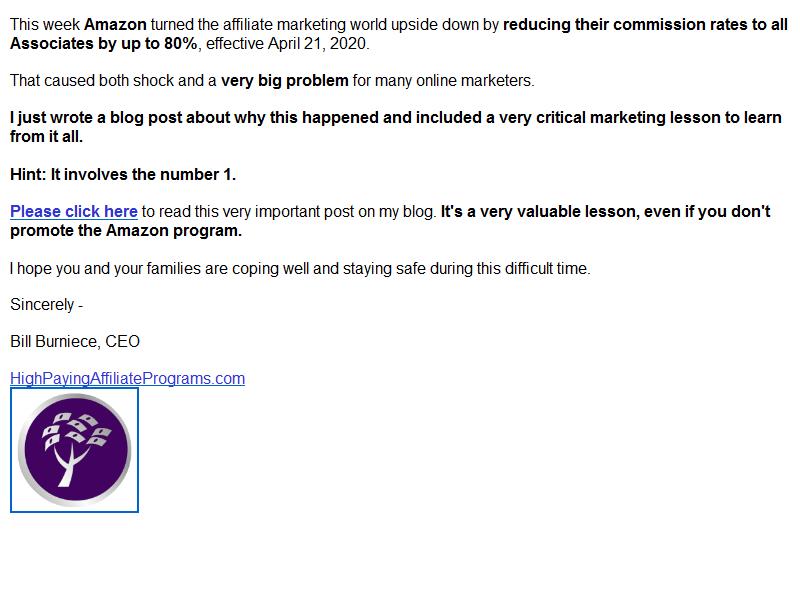 This week Amazon turned the affiliate marketing world upside down by reducing their commission rates to all
Associates by up to 80%, effective April 21, 2020.
That caused both shock and a very big problem for many online marketers.
I just wrote a blog post about why this happened and included a very critical marketing lesson to learn
from it all.
Hint: It involves the number 1.
Please click here to read this very important post on my blog. It's a very valuable lesson, even if you don't
promote the Amazon program.
I hope you and your families are coping well and staying safe during this difficult time.
Sincerely -
Bill Burniece, CEO
HighPayingAffiliatePrograms.com